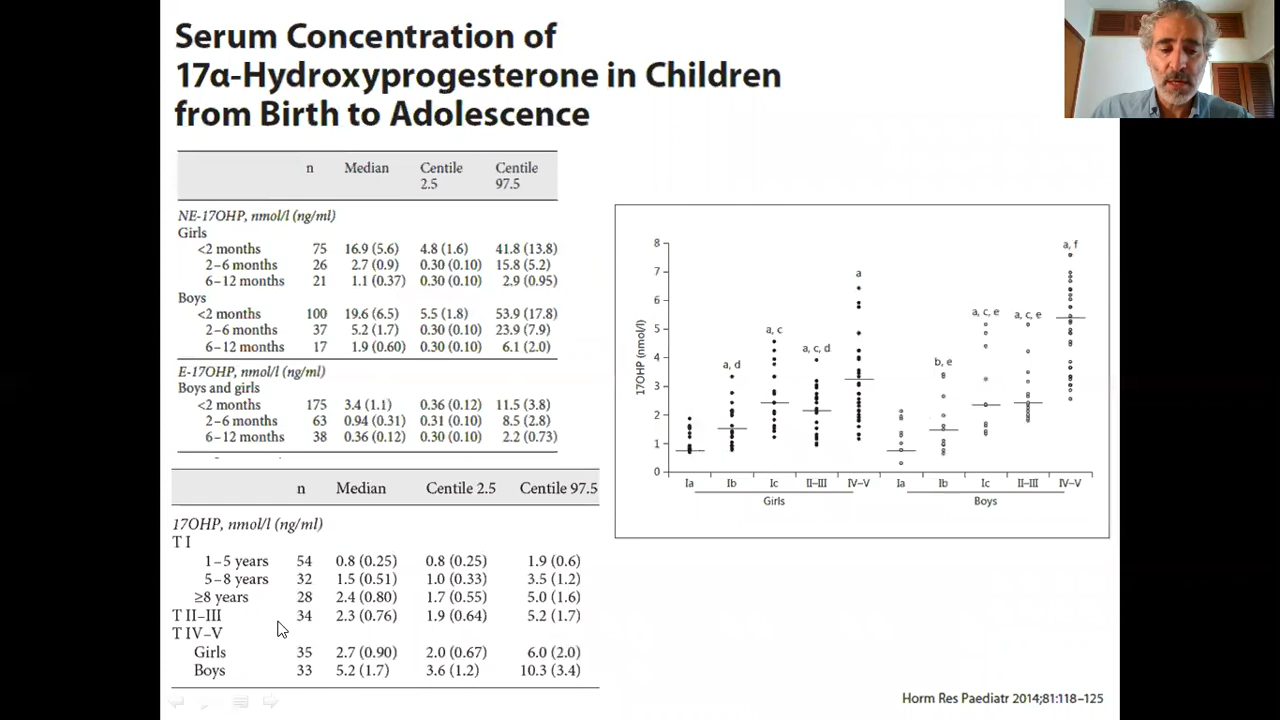 Serum Concentration of
17α-Hydroxyprogesterone in Children
from Birth to Adolescence
n Median Centile 2.5 Centile 97.5
NE-17OHP, nmol/l (ng/ml)
Girls
<2 months 75 16.9 (5.6) 4.8 (1.6) 41.8 (13.8)
2–6 months 26 2.7 (0.9) 0.30 (0.10) 15.8 (5.2)
6–12 months 21 1.1 (0.37) 0.30 (0.10) 2.9 (0.95)
Boys
<2 months 100 19.6 (6.5) 5.5 (1.8) 53.9 (17.8)
2–6 months 37 5.2 (1.7) 0.30 (0.10) 23.9 (7.9)
6–12 months 17 1.9 (0.60) 0.30 (0.10) 6.1 (2.0)
E-17OHP, nmol/l (ng/ml)
Boys and girls
<2 months 175 3.4 (1.1) 0.36 (0.12) 11.5 (3.8)
2–6 months 63 0.94 (0.31) 0.31 (0.10) 8.5 (2.8)
6–12 months 38 0.36 (0.12) 0.30 (0.10) 2.2 (0.73)
n Median Centile 2.5 Centile 97.5
17OHP, nmol/l (ng/ml)
T I
1–5 years 54 0.8 (0.25) 0.8 (0.25) 1.9 (0.6)
5–8 years 32 1.5 (0.51) 1.0 (0.33) 3.5 (1.2)
≥8 years 28 2.4 (0.80) 1.7 (0.55) 5.0 (1.6)
T II–III 34 2.3 (0.76) 1.9 (0.64) 5.2 (1.7)
T IV–V
Girls 35 2.7 (0.90) 2.0 (0.67) 6.0 (2.0)
Boys 33 5.2 (1.7) 3.6 (1.2) 10.3 (3.4)
17OHP (nmol/l)
8
7
6
5
4
3
2
1
0
a, d
a, c
a, c, d
a
b, e
a, c, e
a, c, e
a, f
Ia Ib Ic II–III IV–V Ia Ib Ic II–III IV–V
Girls Boys
Horm Res Paediatr 2014;81:118–125